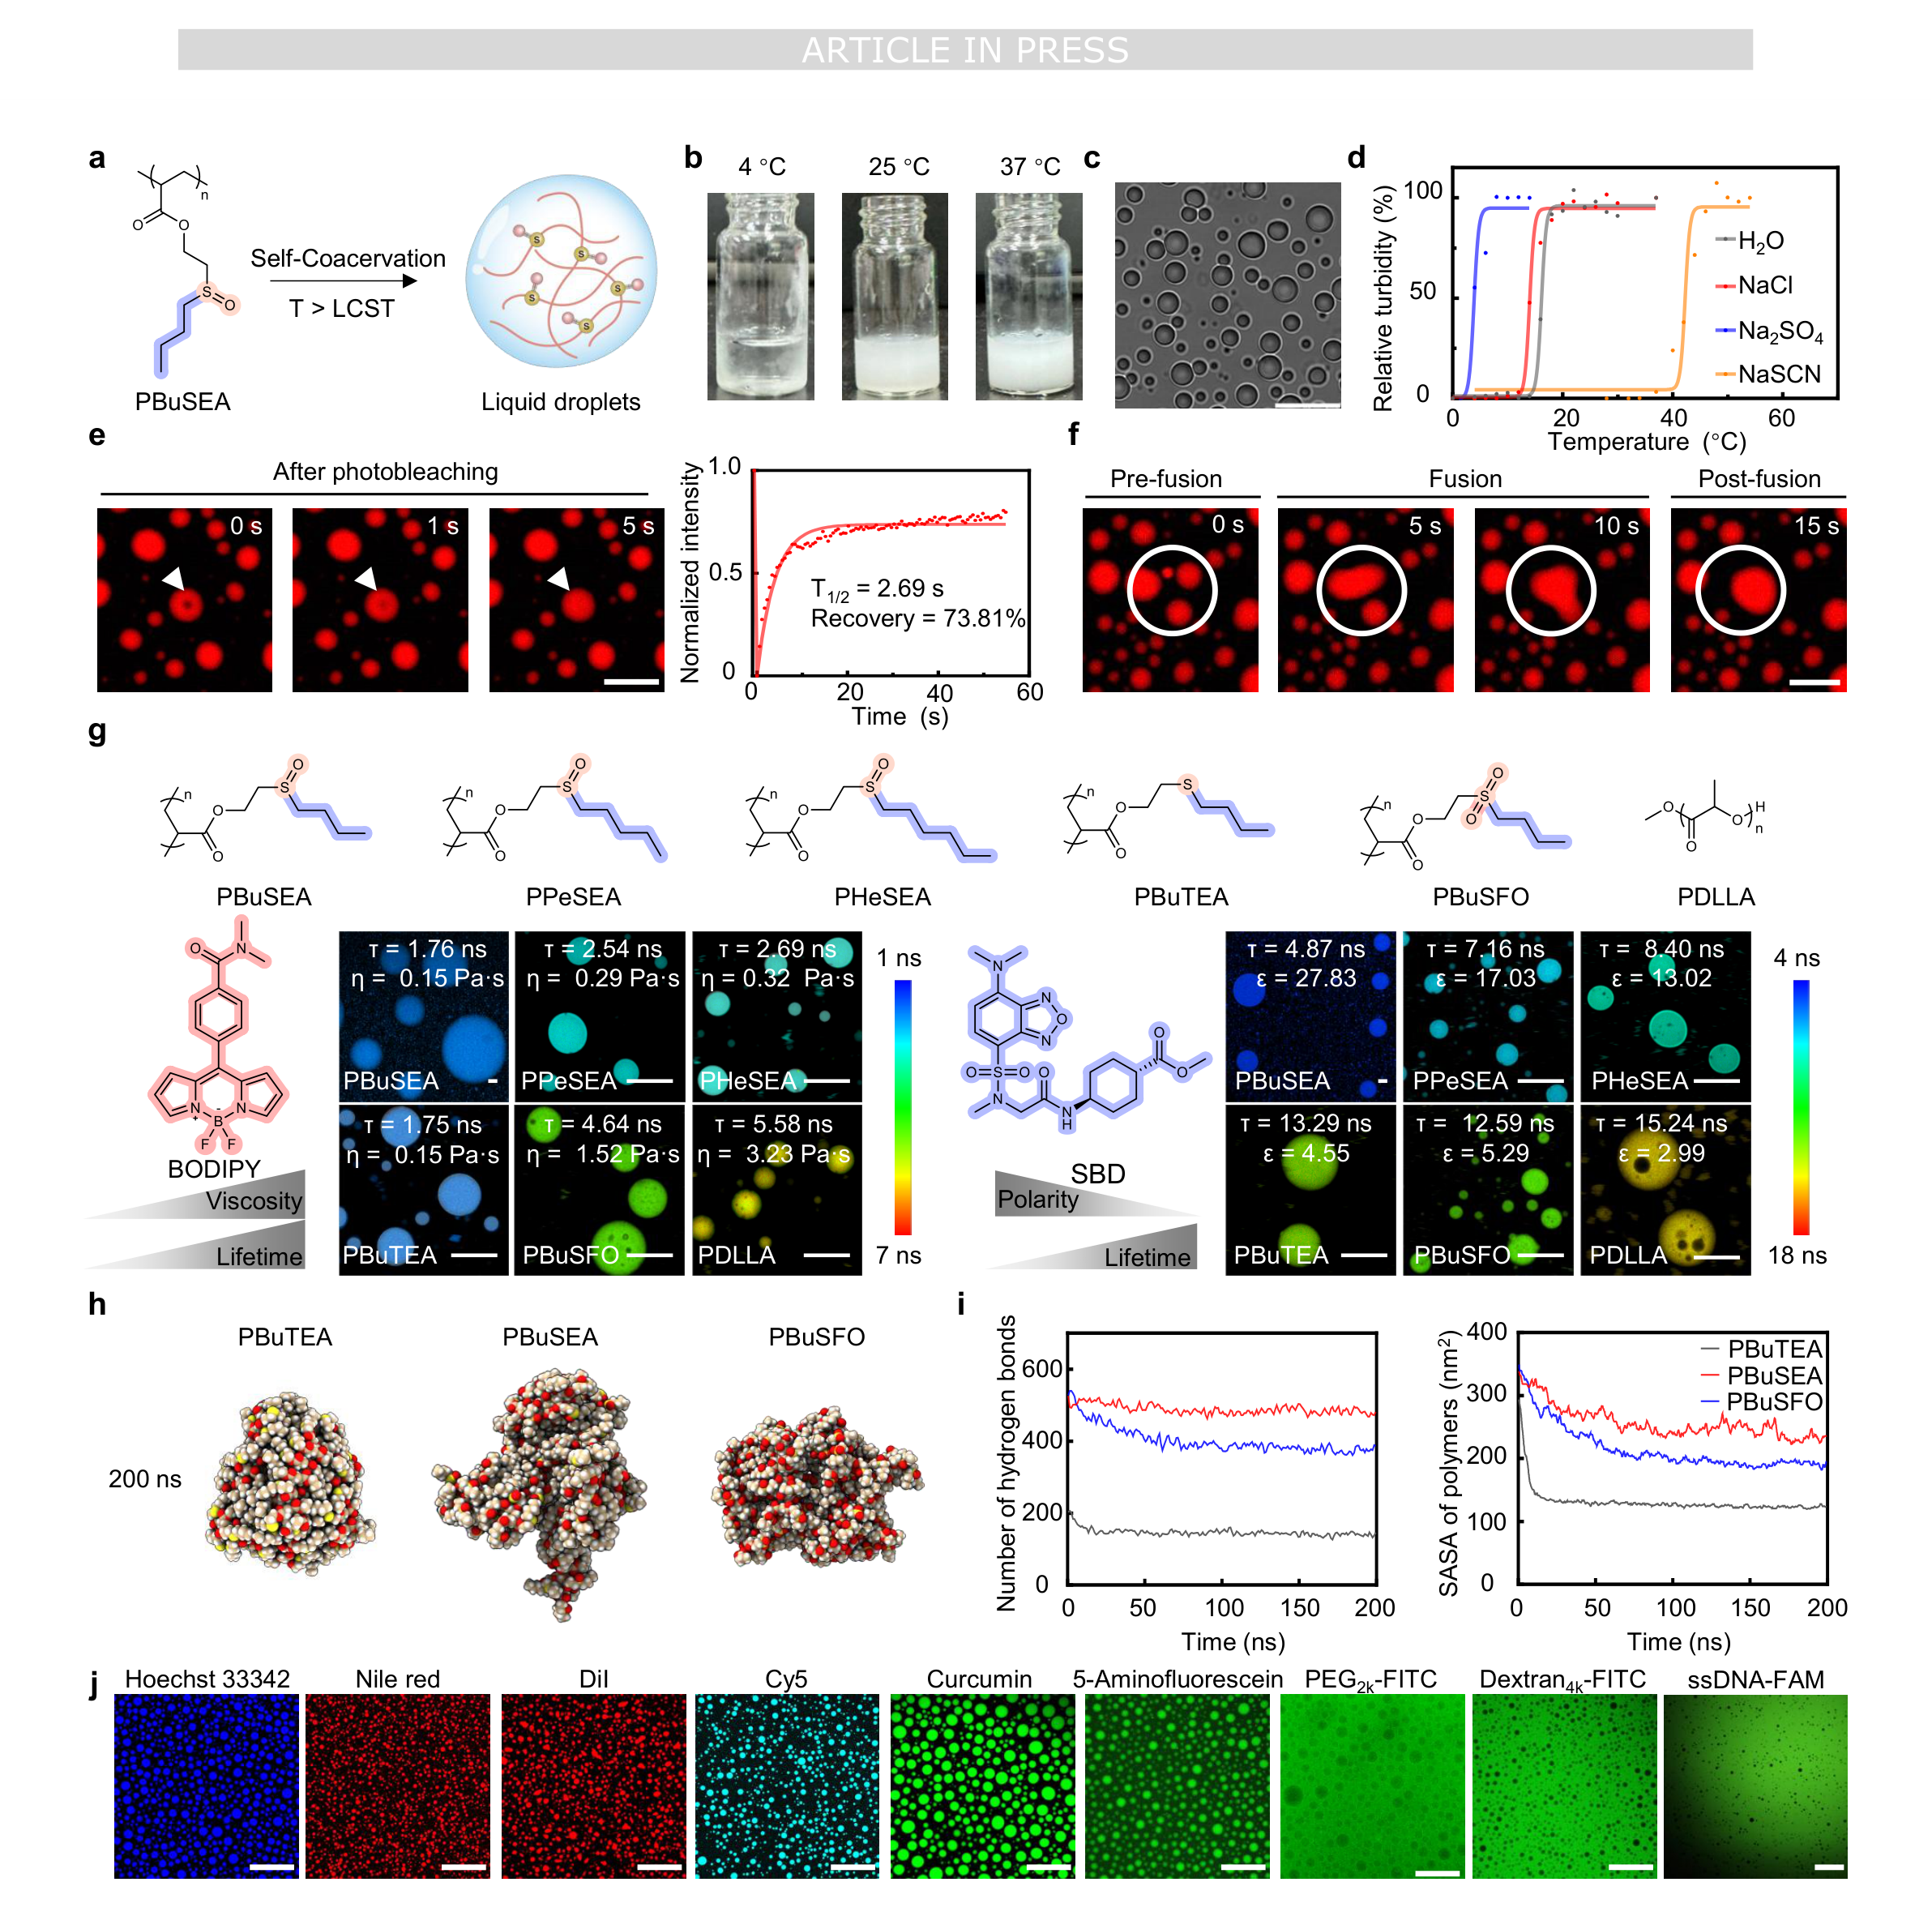 ARTICLE IN PRESS
a
n
O
O
S
O
PBuSEA
Self-Coacervation
T > LCST
S
S
S
S
S
Liquid droplets
b
4 °C
25 °C
37 °C
c
d
Relative turbidity (%)
100
50
0
0
20
40
60
Temperature (°C)
H₂O
NaCl
Na₂SO₄
NaSCN
e
After photobleaching
0 s
1 s
5 s
Normalized intensity
1.0
0.5
0
0
20
40
60
Time (s)
T₁/₂ = 2.69 s
Recovery = 73.81%
f
Pre-fusion
Fusion
Post-fusion
0 s
5 s
10 s
15 s
g
n
O
O
S
O
PBuSEA
n
O
O
S
O
PPeSEA
n
O
O
S
O
PHeSEA
n
O
O
S
PBuTEA
n
O
O
O
S
O
PBuSFO
O
O
O
H
n
PDLLA
O
N
N
+
B
-
N
F
F
BODIPY
Viscosity
Lifetime
τ = 1.76 ns
η = 0.15 Pa·s
PBuSEA
τ = 2.54 ns
η = 0.29 Pa·s
PPeSEA
τ = 2.69 ns
η = 0.32 Pa·s
PHeSEA
τ = 1.75 ns
η = 0.15 Pa·s
PBuTEA
τ = 4.64 ns
η = 1.52 Pa·s
PBuSFO
τ = 5.58 ns
η = 3.23 Pa·s
PDLLA
1 ns
7 ns
N
N
O
N
O=S=O
N
O
N
H
O
O
SBD
Polarity
Lifetime
τ = 4.87 ns
ε = 27.83
PBuSEA
τ = 7.16 ns
ε = 17.03
PPeSEA
τ = 8.40 ns
ε = 13.02
PHeSEA
τ = 13.29 ns
ε = 4.55
PBuTEA
τ = 12.59 ns
ε = 5.29
PBuSFO
τ = 15.24 ns
ε = 2.99
PDLLA
4 ns
18 ns
h
PBuTEA
PBuSEA
PBuSFO
200 ns
i
Number of hydrogen bonds
600
400
200
0
0
50
100
150
200
Time (ns)
SASA of polymers (nm²)
400
300
200
100
0
0
50
100
150
200
Time (ns)
PBuTEA
PBuSEA
PBuSFO
j
Hoechst 33342
Nile red
DiI
Cy5
Curcumin
5-Aminofluorescein
PEG₂ₖ-FITC
Dextran₄ₖ-FITC
ssDNA-FAM